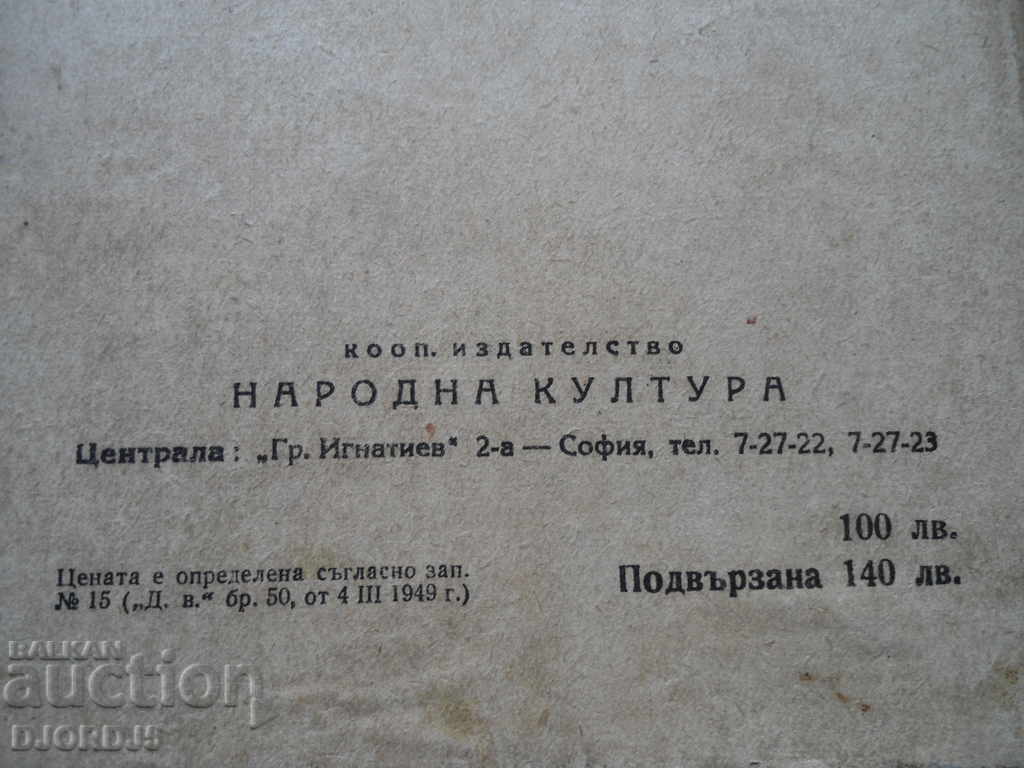 кооп. издателство
НАРОДНА КУЛТУРА
Централа: „Гр. Игнатиев“ 2-а — София, тел. 7-27-22, 7-27-23
100 лв.
Подвързана 140 лв.
Цената е определена съгласно зап.
№ 15 („Д. в.“ бр. 50, от 4 III 1949 г.)
BALKAN
auction
DJORDJ5